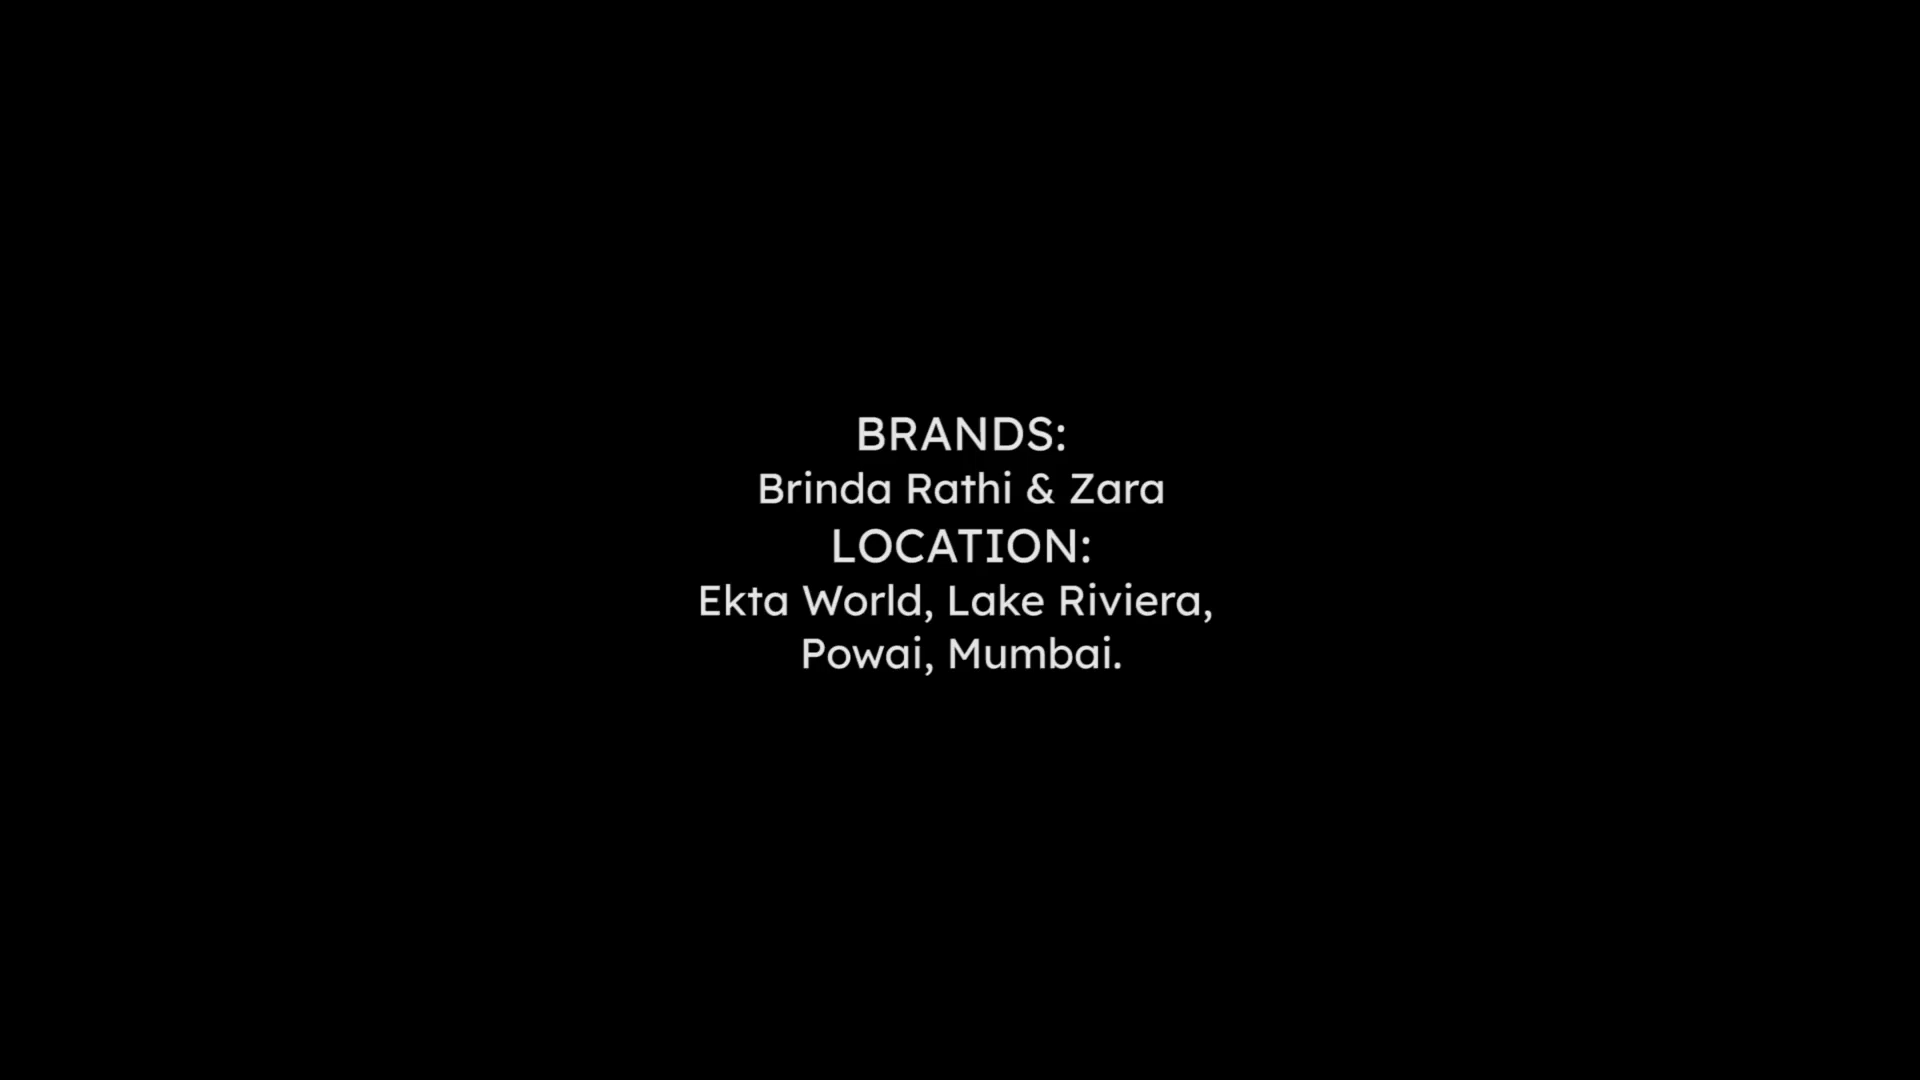 BRANDS:
Brinda Rathi & Zara
LOCATION:
Ekta World, Lake Riviera,
Powai, Mumbai.